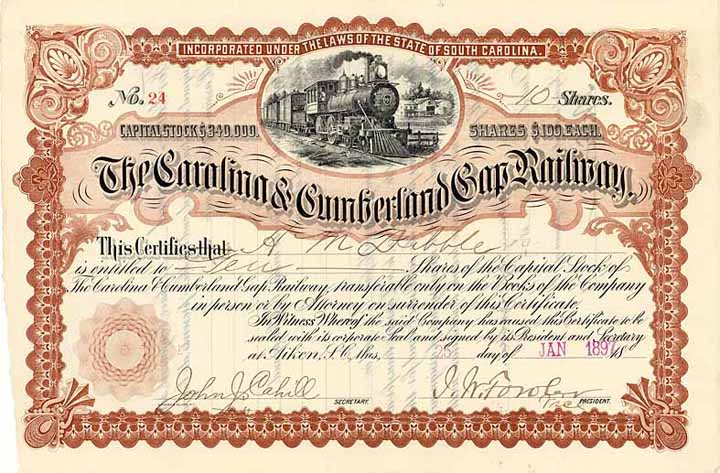 INCORPORATED UNDER THE LAWS OF THE STATE OF SOUTH CAROLINA.
No. 24
10 Shares.
CAPITAL STOCK $340,000.
SHARES $100 EACH.
The Carolina & Cumberland Gap Railway.
This Certifies that A M Dibble
is entitled to Ten Shares of the Capital Stock of
The Carolina & Cumberland Gap Railway, transferable only on the Books of the Company
in person or by Attorney on surrender of this Certificate.
In Witness Whereof the said Company has caused this Certificate to be
sealed with its corporate Seal and signed by its President and Secretary
at Aiken, S.C. this, 25 day of JAN 1897 18
John J. Cahill
J. W.
SECRETARY.
Vice PRESIDENT.